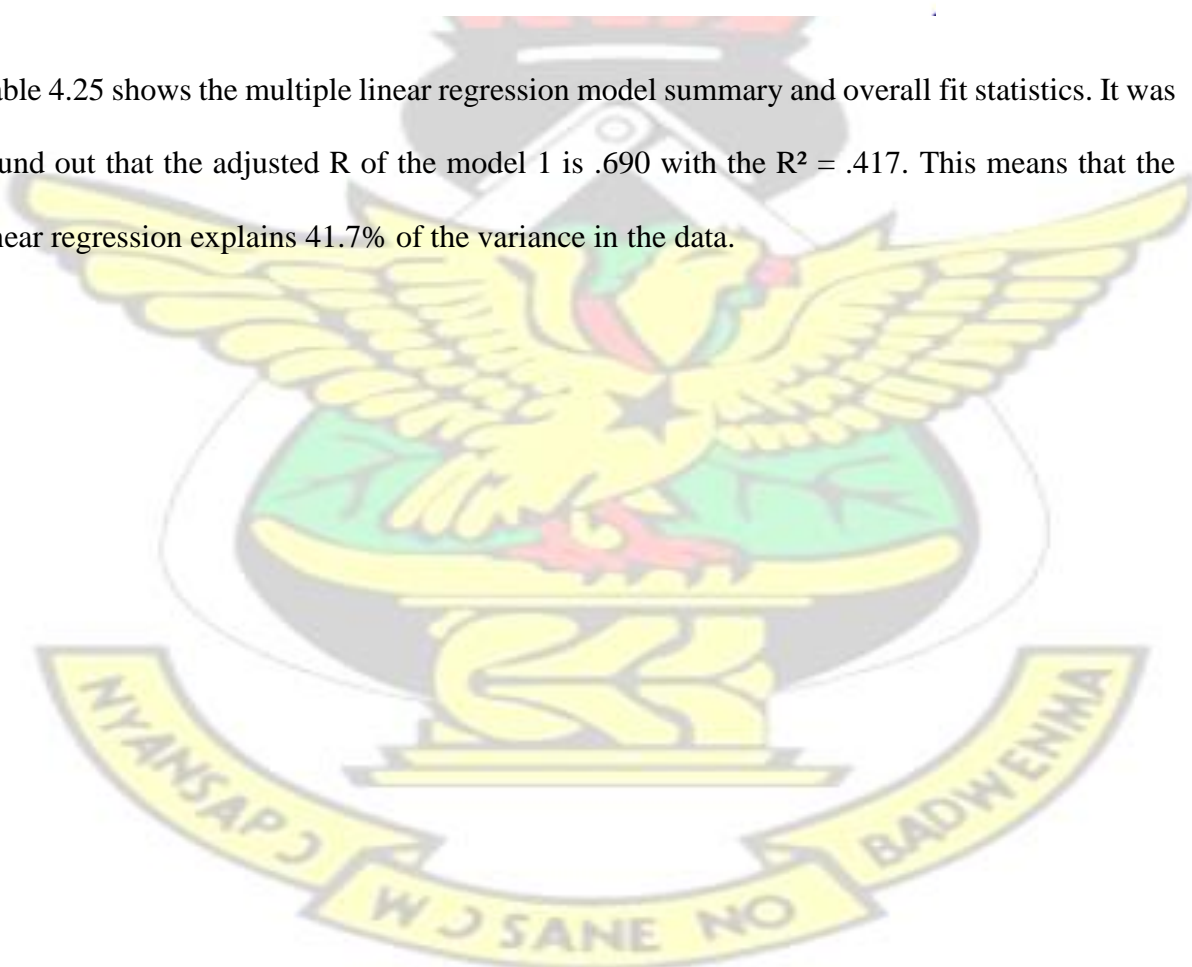 able 4.25 shows the multiple linear regression model summary and overall fit statistics. It was
und out that the adjusted R of the model 1 is .690 with the R² = .417. This means that the
near regression explains 41.7% of the variance in the data.
NYANSAPƆ
WƆ SANE NO
BADWENMA